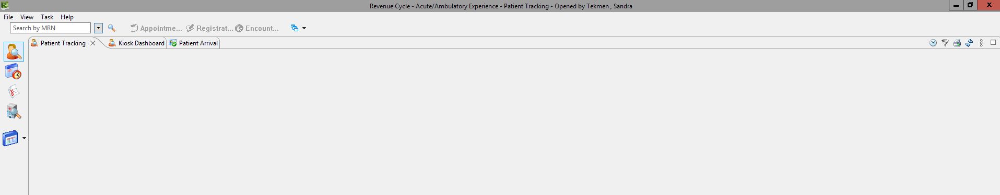 Revenue Cycle - Acute/Ambulatory Experience - Patient Tracking - Opened by Tekmen , Sandra
File View Task Help
Search by MRN Appointme... Registrat... Encount...
Patient Tracking Kiosk Dashboard Patient Arrival